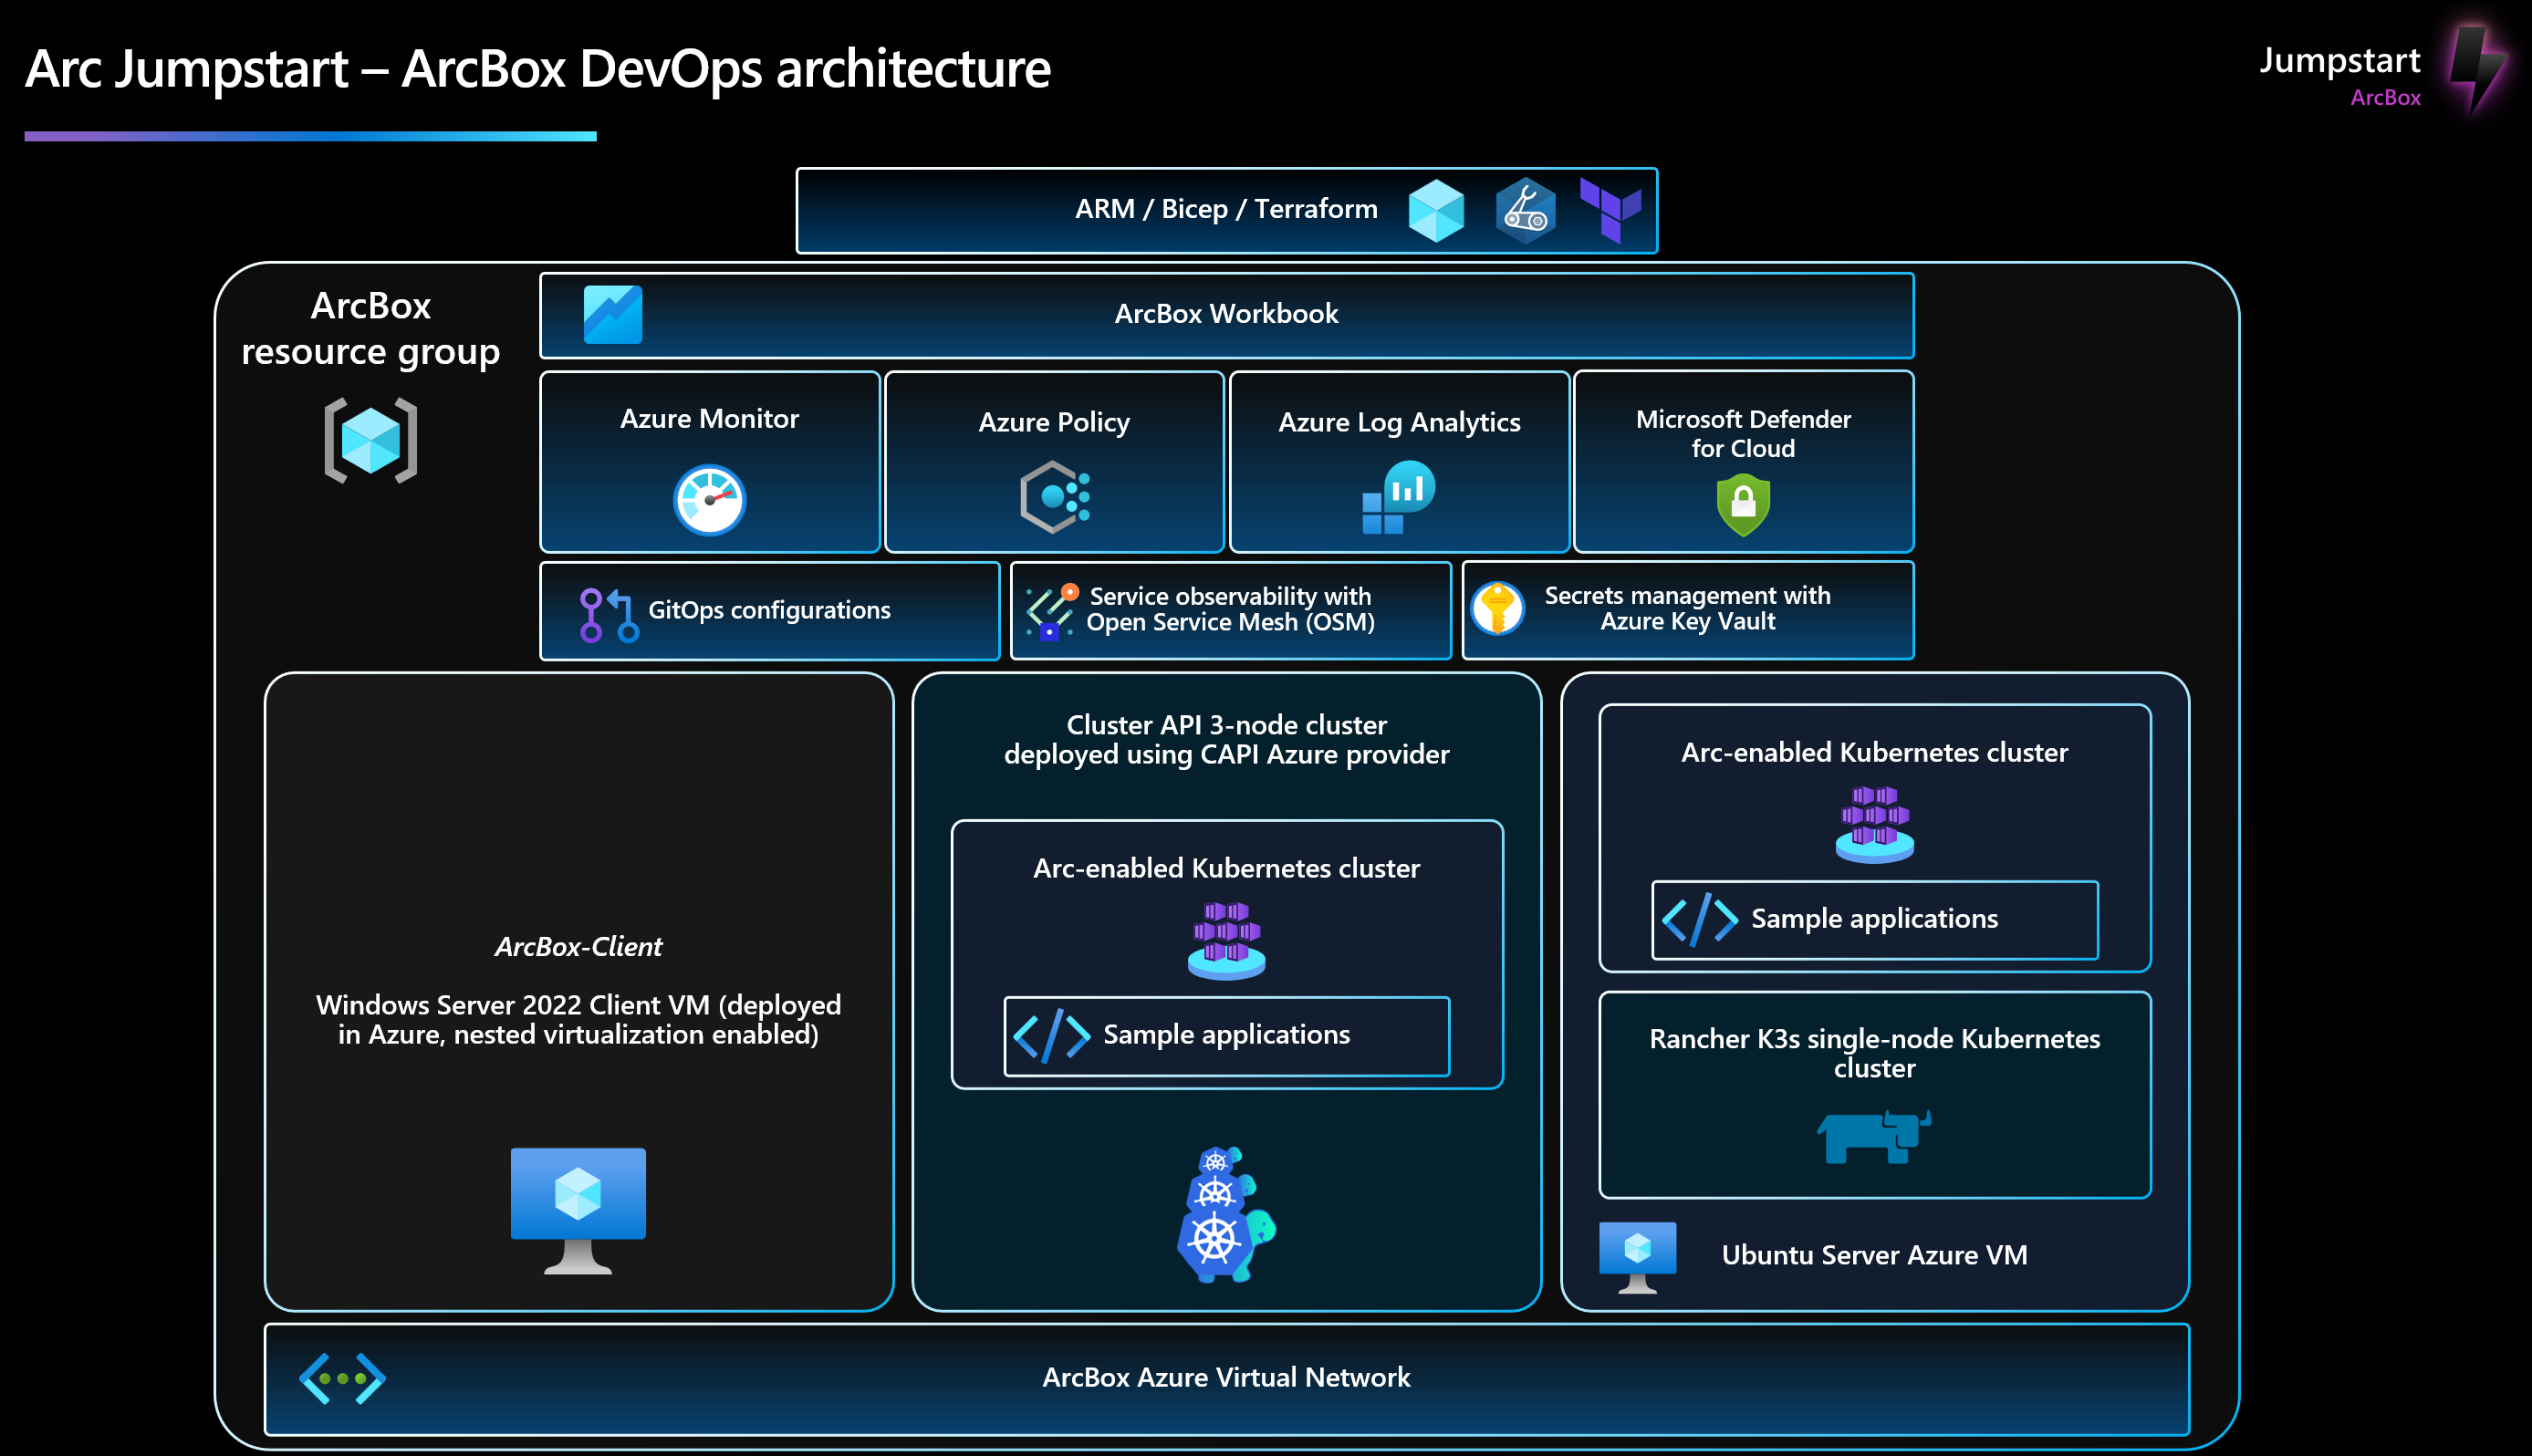 Arc Jumpstart – ArcBox DevOps architecture
Jumpstart
ArcBox
ARM / Bicep / Terraform
ArcBox
resource group
ArcBox Workbook
Azure Monitor
Azure Policy
Azure Log Analytics
Microsoft Defender
for Cloud
GitOps configurations
Service observability with
Open Service Mesh (OSM)
Secrets management with
Azure Key Vault
ArcBox-Client
Windows Server 2022 Client VM (deployed
in Azure, nested virtualization enabled)
Cluster API 3-node cluster
deployed using CAPI Azure provider
Arc-enabled Kubernetes cluster
Sample applications
Arc-enabled Kubernetes cluster
Sample applications
Rancher K3s single-node Kubernetes
cluster
Ubuntu Server Azure VM
ArcBox Azure Virtual Network